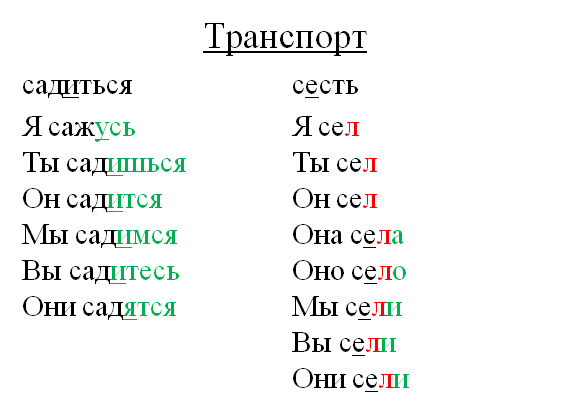 Транспорт
садиться
Я сажусь
Ты садишься
Он садится
Мы садимся
Вы садитесь
Они садятся
сесть
Я сел
Ты сел
Он сел
Она села
Оно село
Мы сели
Вы сели
Они сели